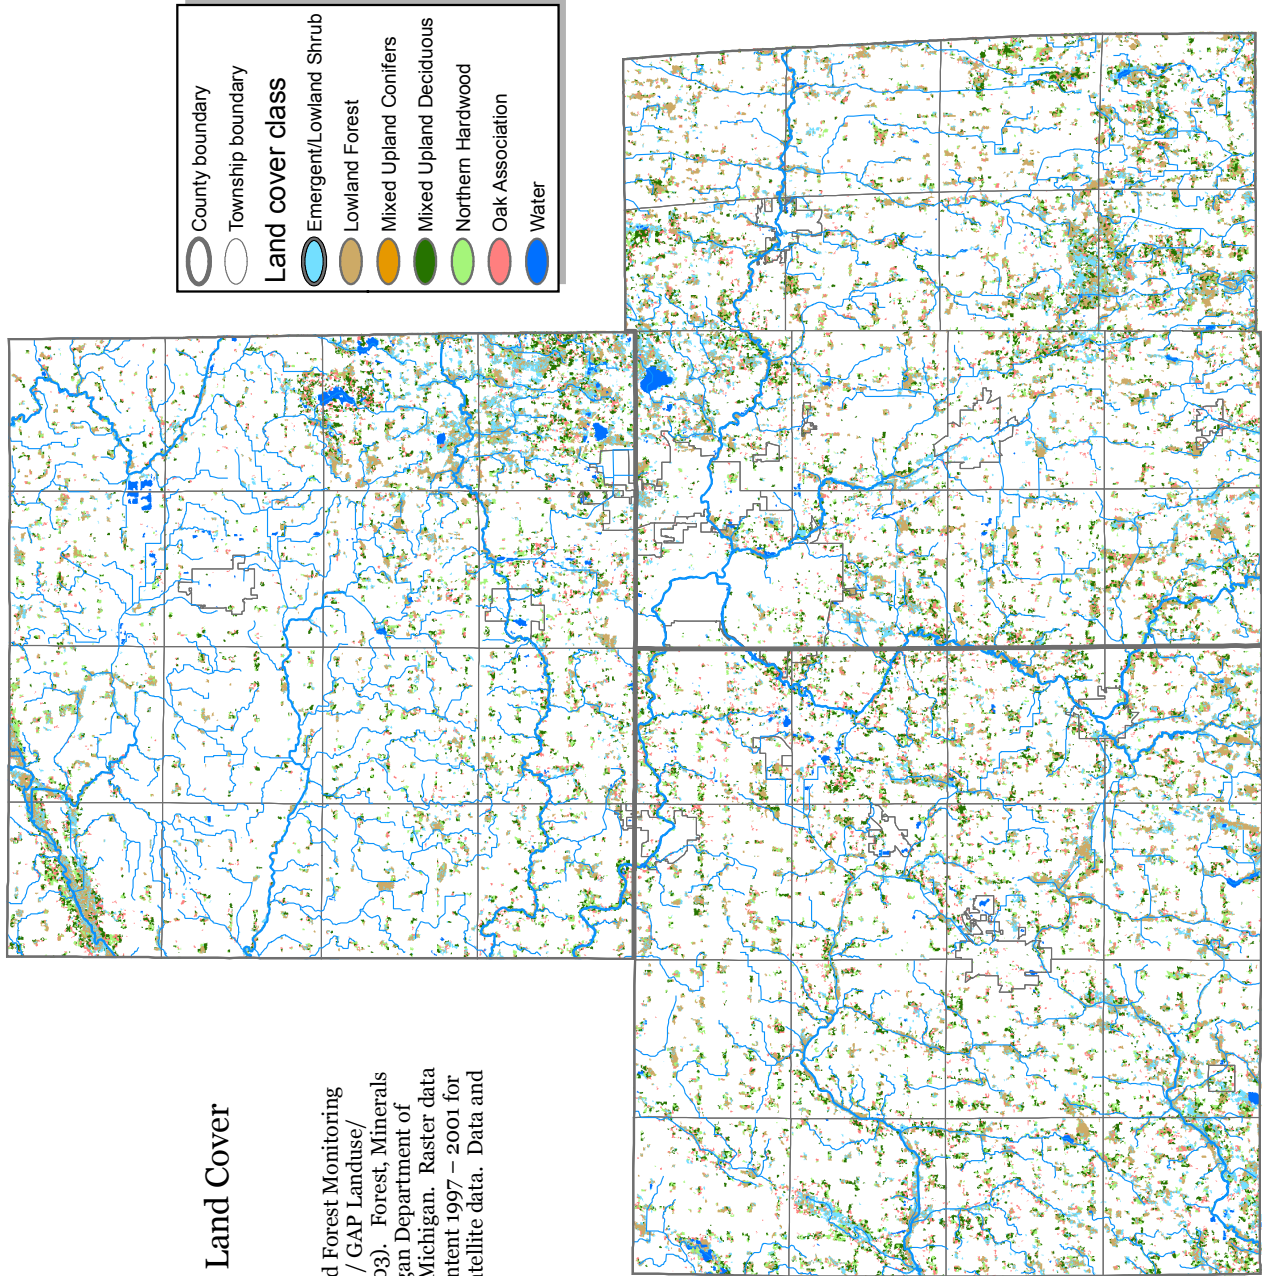 Land Cover
d Forest Monitoring
/ GAP Landuse/
03). Forest, Minerals
gan Department of
Michigan. Raster data
ntent 1997 – 2001 for
tellite data. Data and
County boundary
Township boundary
Land cover class
Emergent/Lowland Shrub
Lowland Forest
Mixed Upland Conifers
Mixed Upland Deciduous
Northern Hardwood
Oak Association
Water